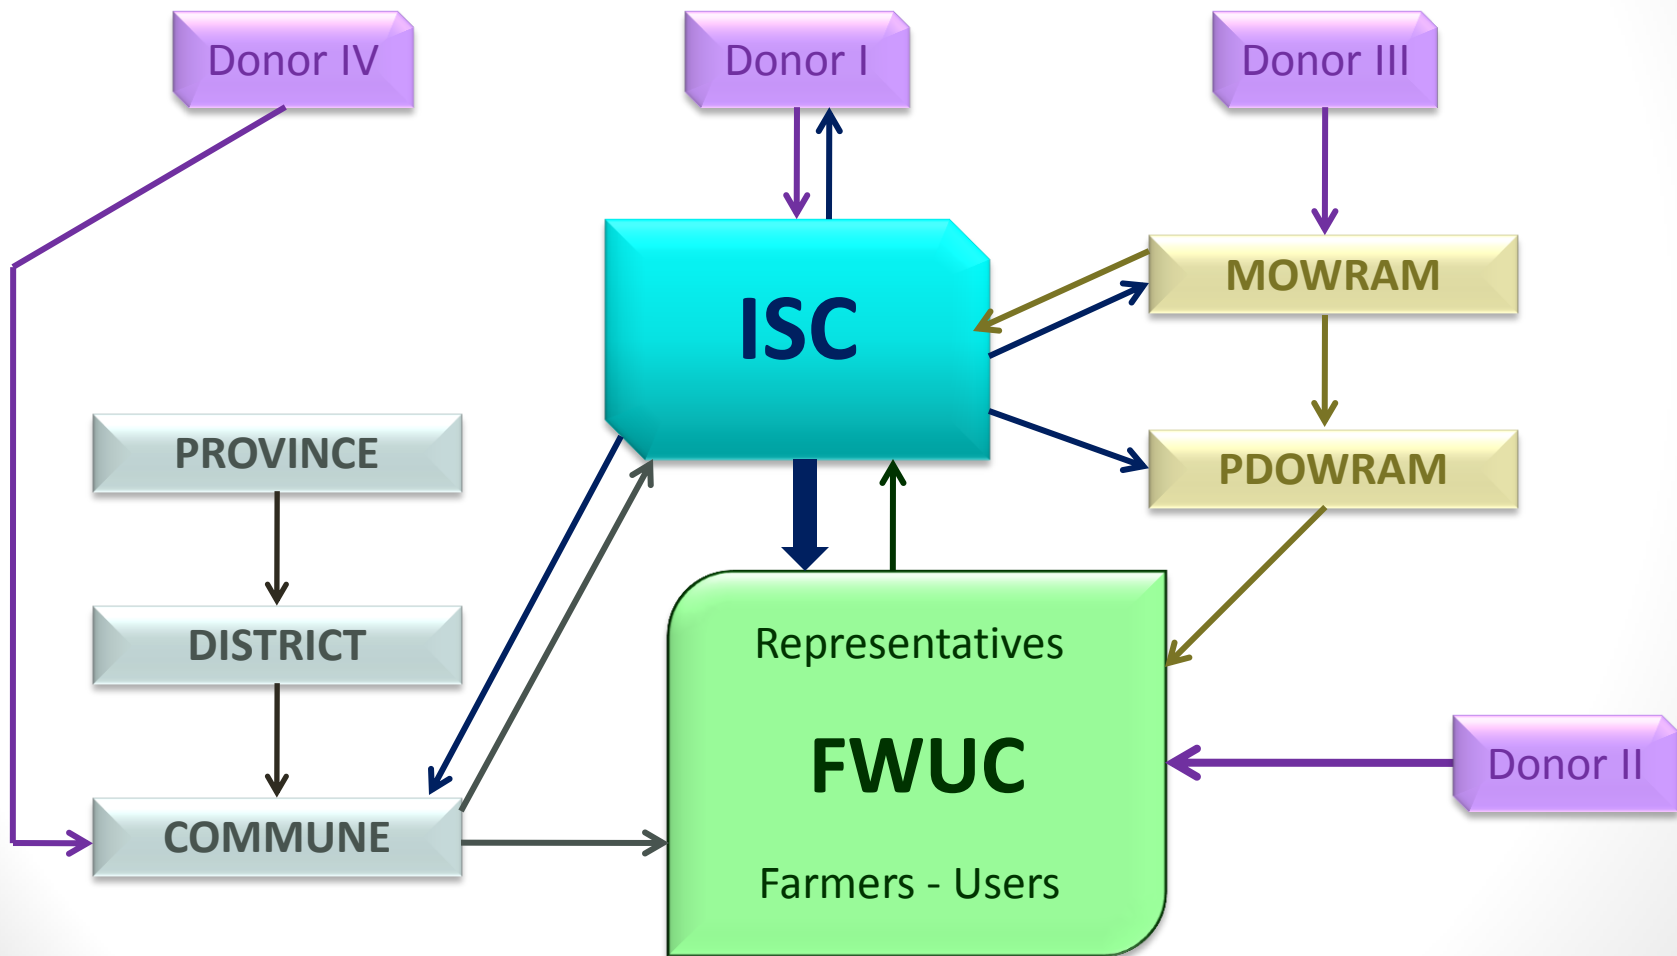 Donor IV
Donor I
Donor III
ISC
MOWRAM
PROVINCE
PDOWRAM
DISTRICT
Representatives
FWUC
Donor II
COMMUNE
Farmers - Users